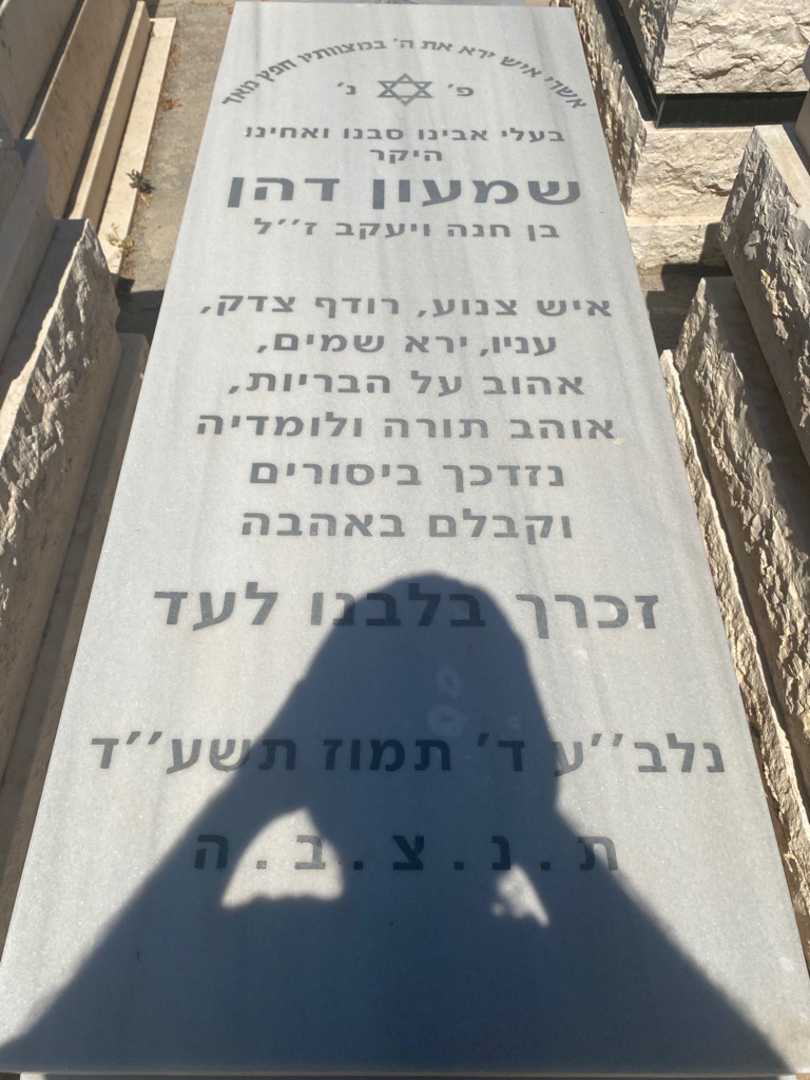 אשרי איש ירא את ה' במצוותיו חפץ מאד
פ' נ'
בעלי אבינו סבנו ואחינו
היקר
שמעון דהן
בן חנה ויעקב ז''ל
איש צנוע, רודף צדק,
עניו, ירא שמים,
אהוב על הבריות,
אוהב תורה ולומדיה
נזדכך ביסורים
וקבלם באהבה
זכרך בלבנו לעד
נלב''ע ד' תמוז תשע''ד
ת.נ.צ.ב.ה